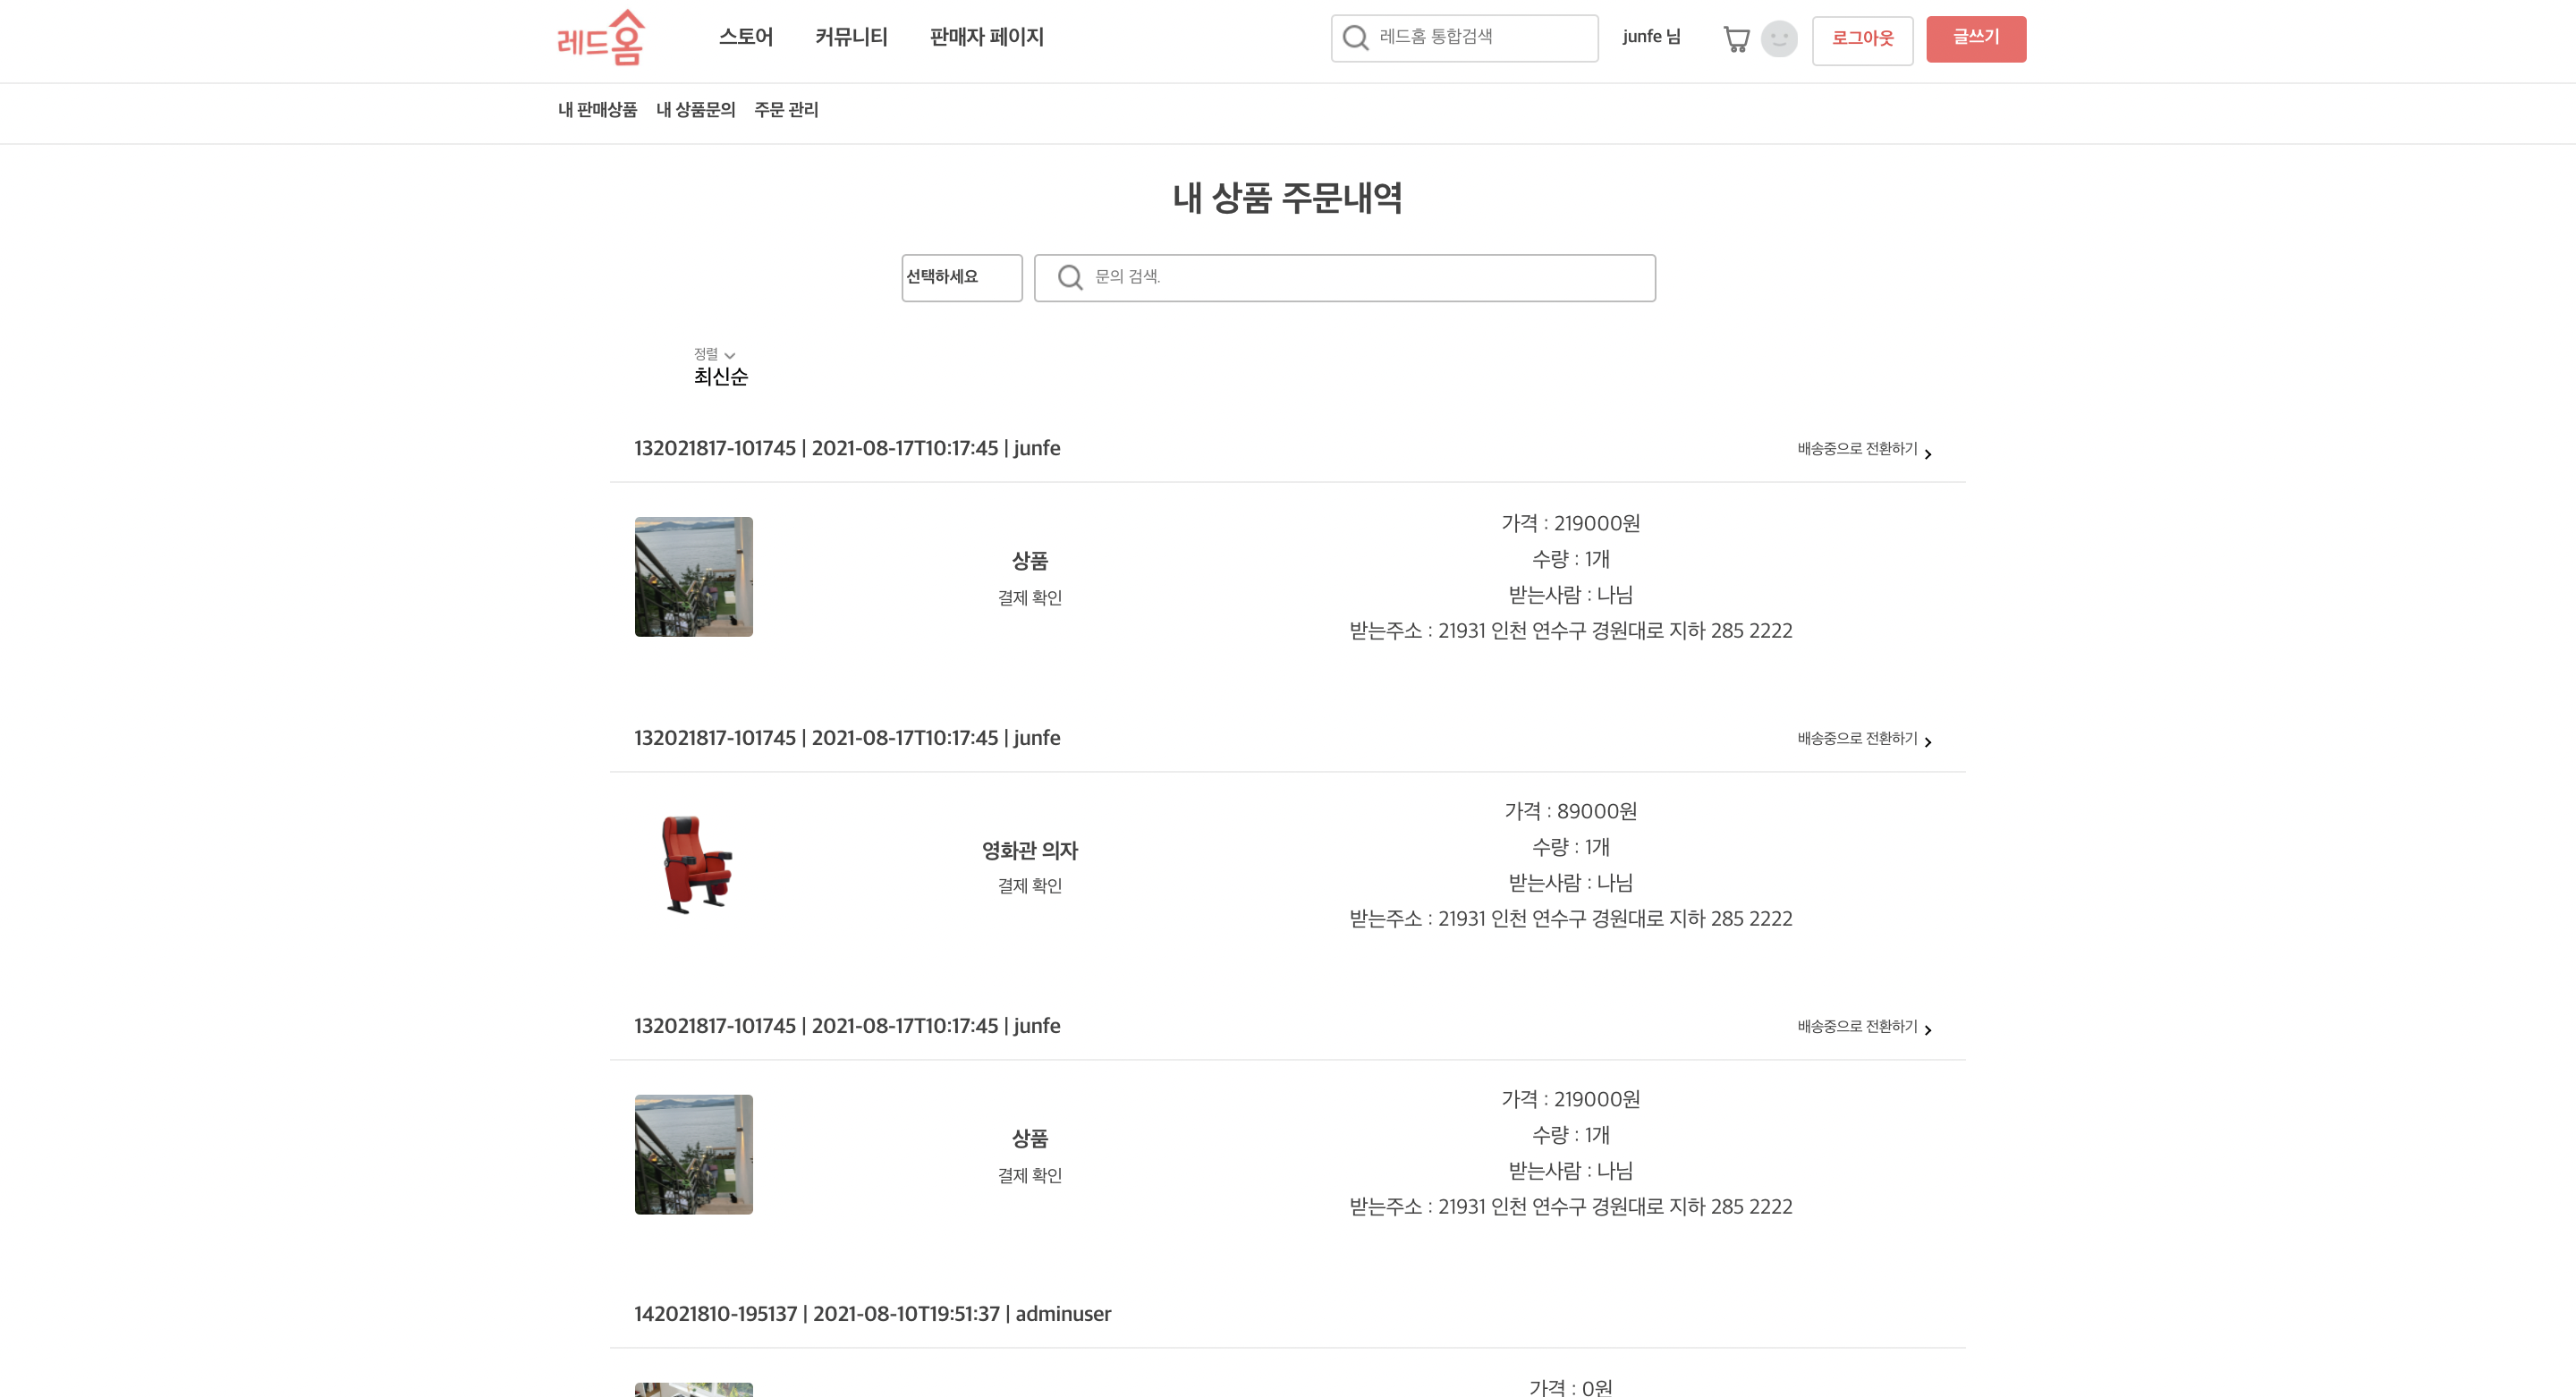 레드홈 스토어 커뮤니티 판매자 페이지 레드홈 통합검색 junfe 님 로그아웃 글쓰기
내 판매상품 내 상품문의 주문 관리
내 상품 주문내역
선택하세요 문의 검색.
정렬
최신순
132021817-101745 | 2021-08-17T10:17:45 | junfe 배송중으로 전환하기
상품
결제 확인
가격 : 219000원
수량 : 1개
받는사람 : 나님
받는주소 : 21931 인천 연수구 경원대로 지하 285 2222
132021817-101745 | 2021-08-17T10:17:45 | junfe 배송중으로 전환하기
영화관 의자
결제 확인
가격 : 89000원
수량 : 1개
받는사람 : 나님
받는주소 : 21931 인천 연수구 경원대로 지하 285 2222
132021817-101745 | 2021-08-17T10:17:45 | junfe 배송중으로 전환하기
상품
결제 확인
가격 : 219000원
수량 : 1개
받는사람 : 나님
받는주소 : 21931 인천 연수구 경원대로 지하 285 2222
142021810-195137 | 2021-08-10T19:51:37 | adminuser
가격 : 0원